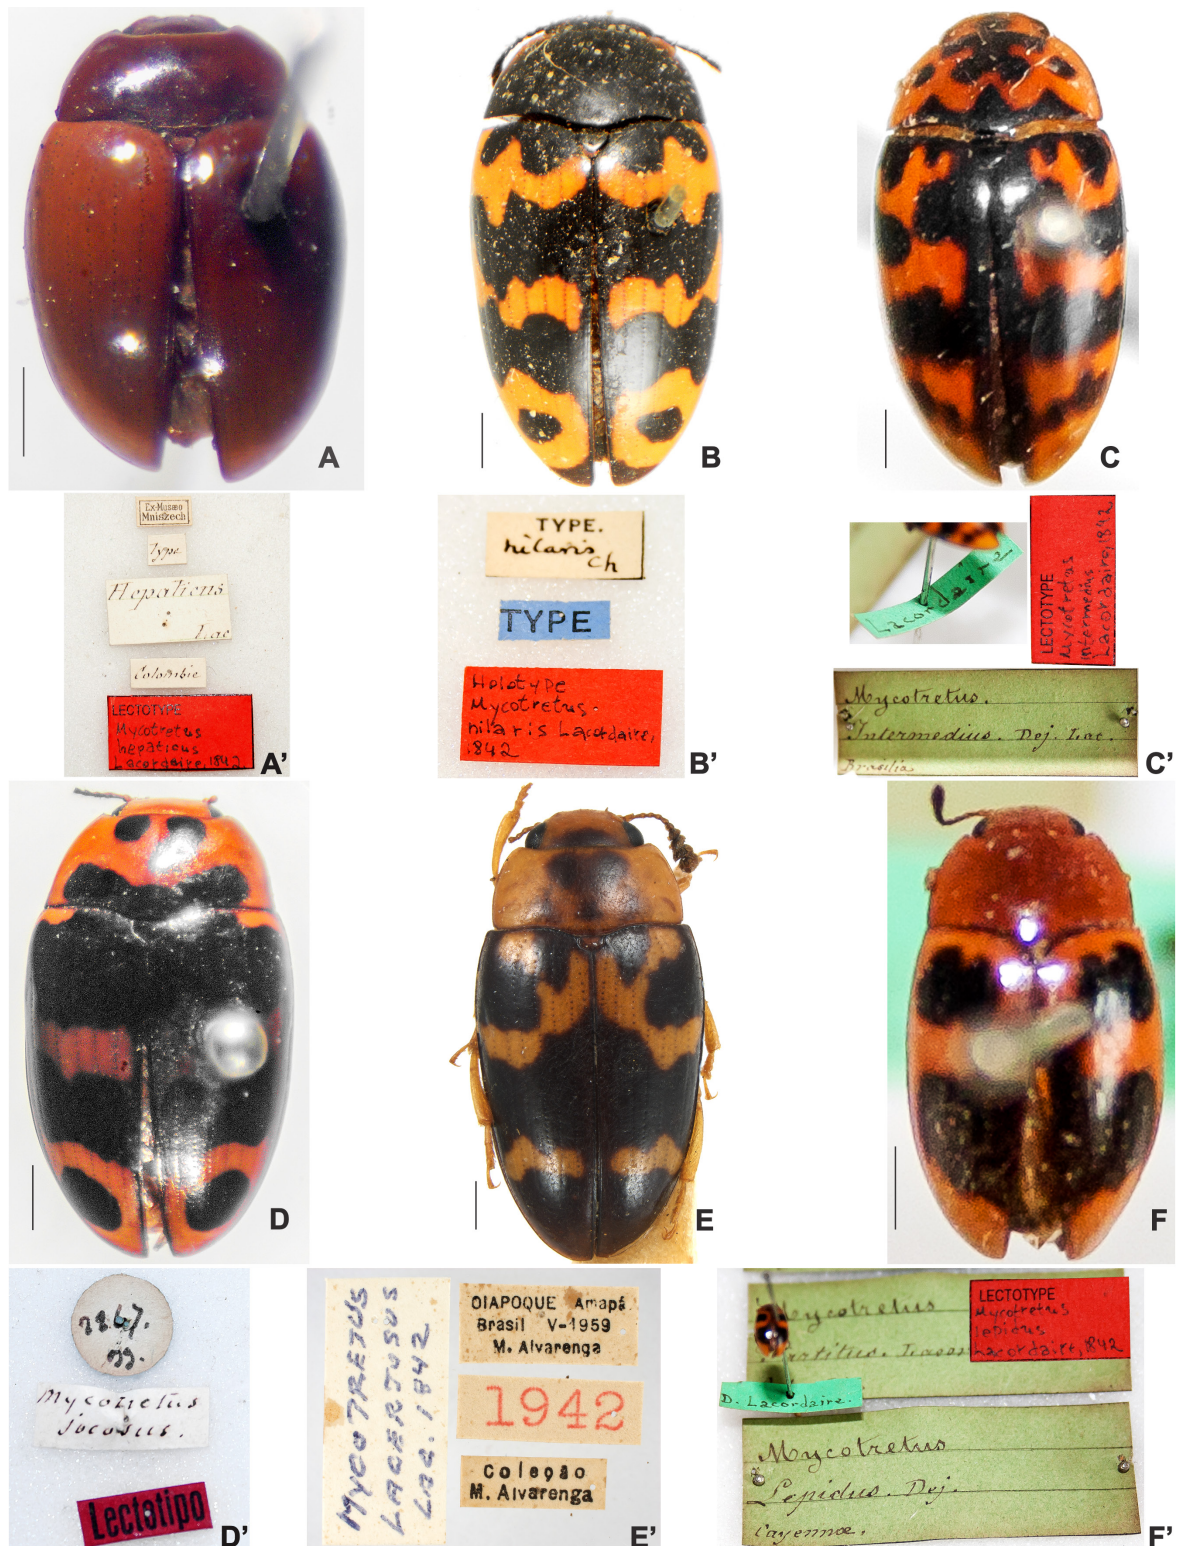 A
B
C
Ex-Musæo
Mniszech
Type
Hepaticus
Lac
Colombie
LECTOTYPE
Mycotretus
hepaticus
Lacordaire, 1842
A'
TYPE.
hilaris
Ch
TYPE
Holotype
Mycotretus
hilaris Lacordaire,
1842
B'
Lacordaire
LECTOTYPE
Mycotretus
intermedius
Lacordaire, 1842
Mycotretus.
Intermedius. Dej. Lac.
Brasilia
C'
D
E
F
Mycotretus
jocosus.
Lectotipo
D'
MYCOTRETUS
LACERTOSUS
Lac. 1842
OIAPOQUE Amapá
Brasil V-1959
M. Alvarenga
1942
Coleção
M. Alvarenga
E'
Mycotretus
LECTOTYPE
Mycotretus
lepidus
Lacordaire, 1842
D. Lacordaire.
Mycotretus
Lepidus. Dej.
Cayennæ.
F'